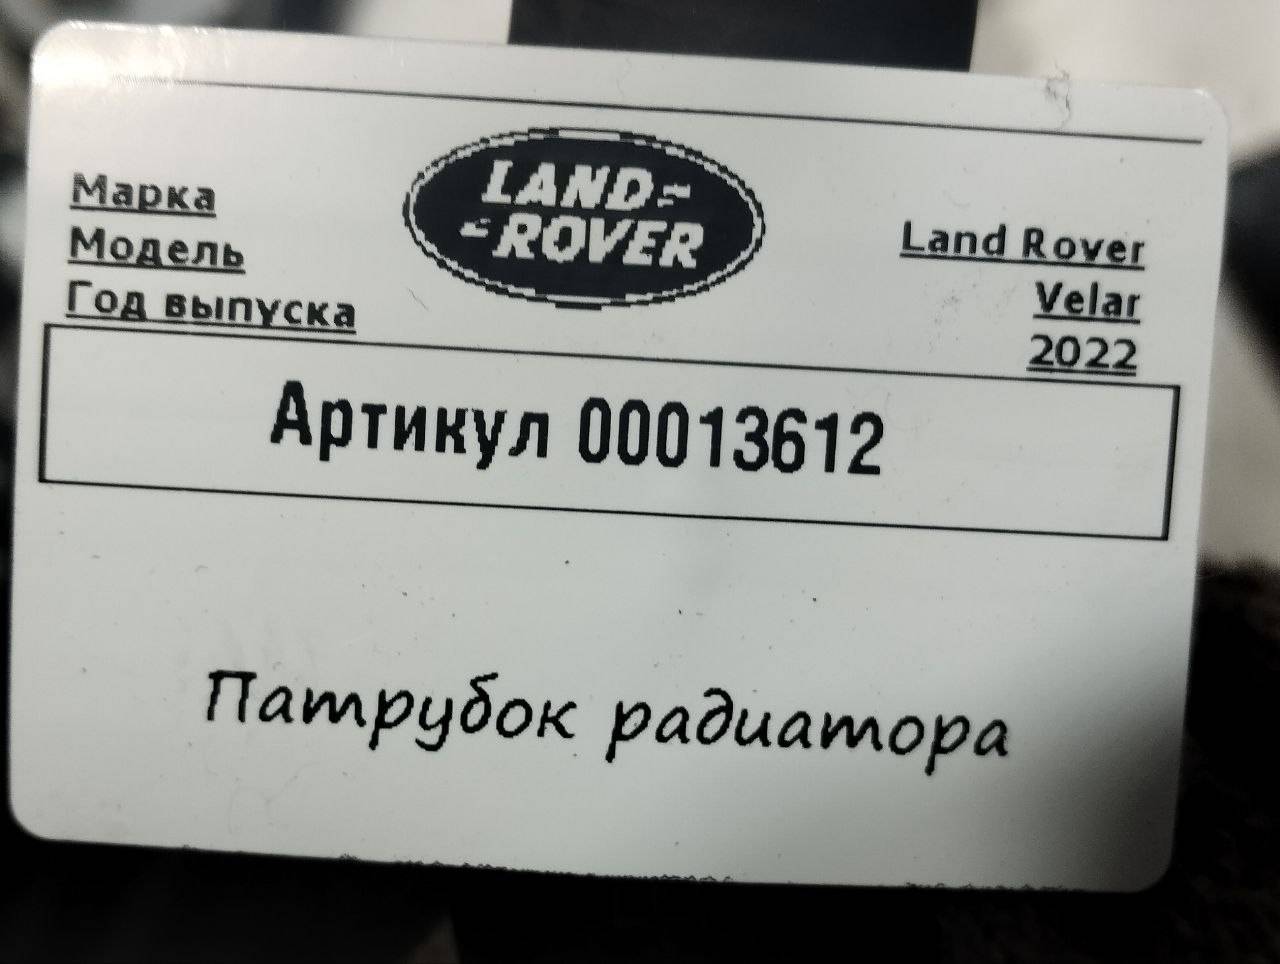 LAND
ROVER
Марка
Модель
Год выпуска
Land Rover
Velar
2022
Артикул 00013612
Патрубок радиатора